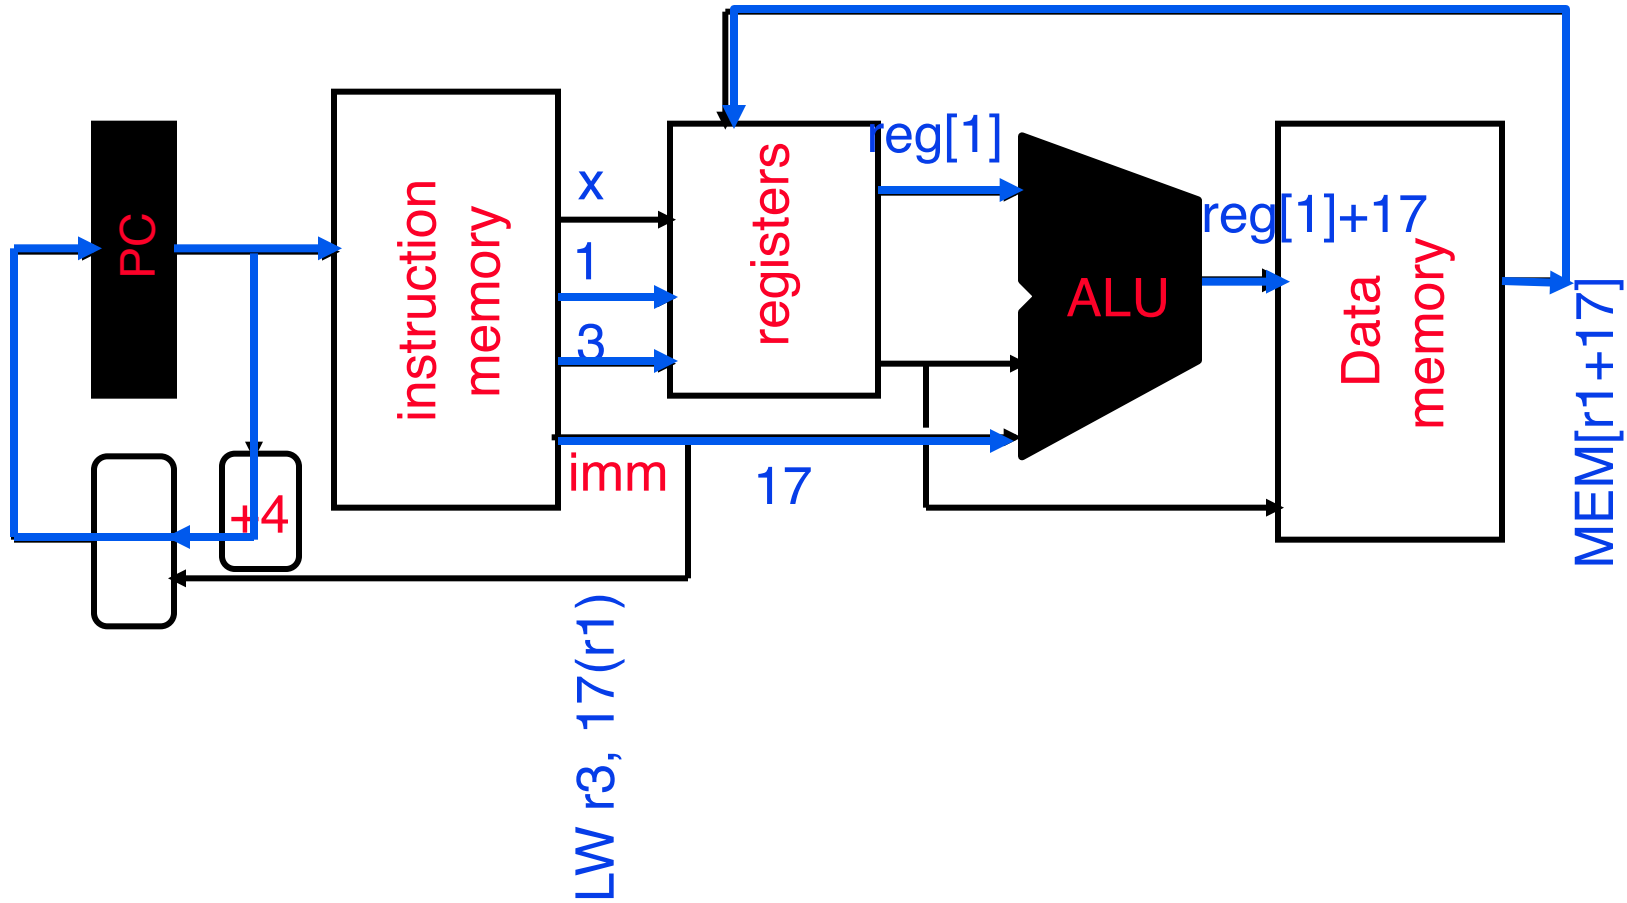 PC
+4
instruction
memory
x
1
3
imm
17
registers
reg[1]
ALU
reg[1]+17
Data
memory
MEM[r1+17]
LW r3, 17(r1)